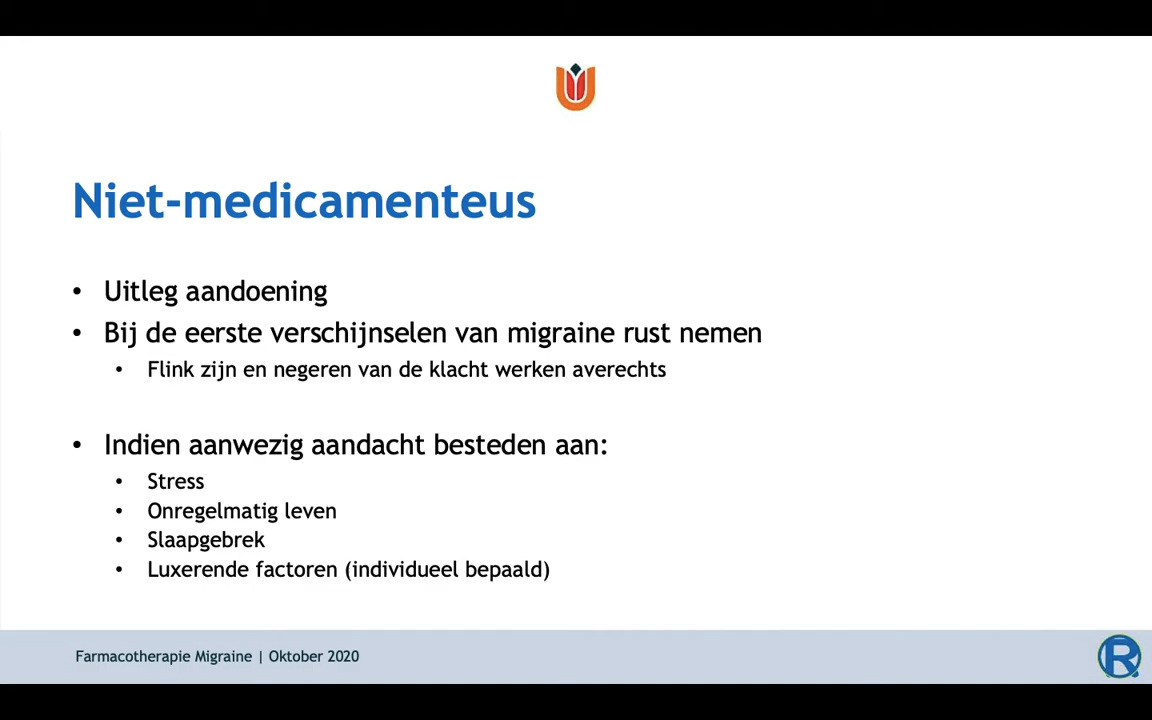 Niet-medicamenteus
• Uitleg aandoening
• Bij de eerste verschijnselen van migraine rust nemen
• Flink zijn en negeren van de klacht werken averechts
• Indien aanwezig aandacht besteden aan:
• Stress
• Onregelmatig leven
• Slaapgebrek
• Luxerende factoren (individueel bepaald)
Farmacotherapie Migraine | Oktober 2020
R